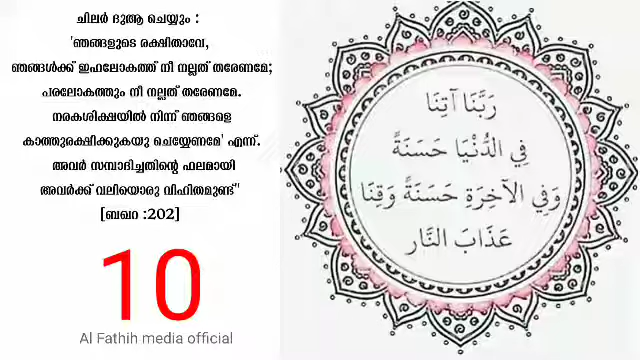 ചിലർ ദുആ ചെയ്യും :
'ഞങ്ങളുടെ രക്ഷിതാവേ,
ഞങ്ങൾക്ക് ഇഹലോകത്ത് നീ നല്ലത് തരേണമേ;
പരലോകത്തും നീ നല്ലത് തരേണമേ.
നരകശിക്ഷയിൽ നിന്ന് ഞങ്ങളെ
കാത്തുരക്ഷിക്കുകയു ചെയ്യേണമേ' എന്ന്.
അവർ സമ്പാദിച്ചതിന്റെ ഫലമായി
അവർക്ക് വലിയൊരു വിഹിതമുണ്ട്"
[ബഖറ :202]
10
Al Fathih media official
رَبَّنَا آتِنَا
فِي الدُّنْيَا حَسَنَةً
وَفِي الآخِرَةِ حَسَنَةً وَقِنَا
عَذَابَ النَّار